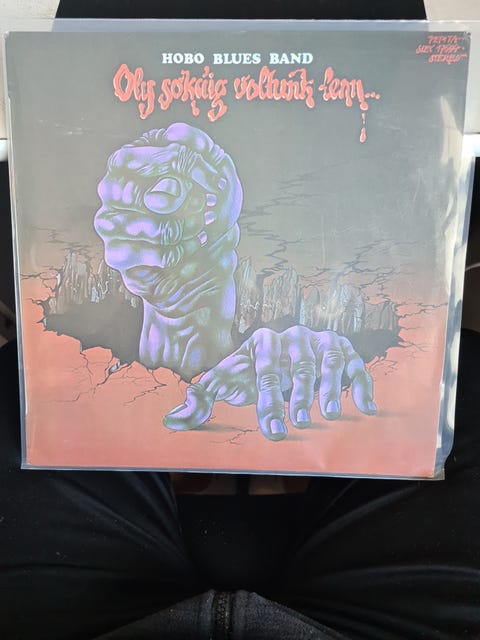 HOBO BLUES BAND
Oly sokáig voltunk lenn...
PEPITA
STEREO